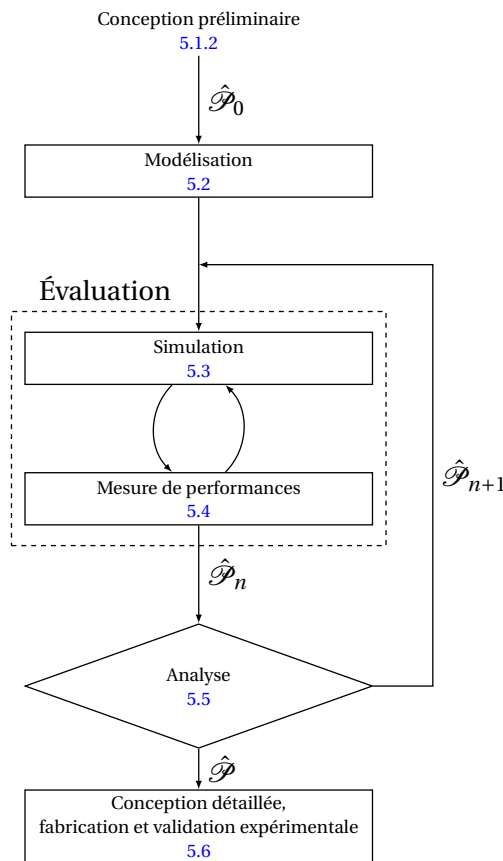 Conception préliminaire
5.1.2
𝒫̂0
Modélisation
5.2
Évaluation
Simulation
5.3
Mesure de performances
5.4
𝒫̂n+1
𝒫̂n
Analyse
5.5
𝒫̂
Conception détaillée,
fabrication et validation expérimentale
5.6